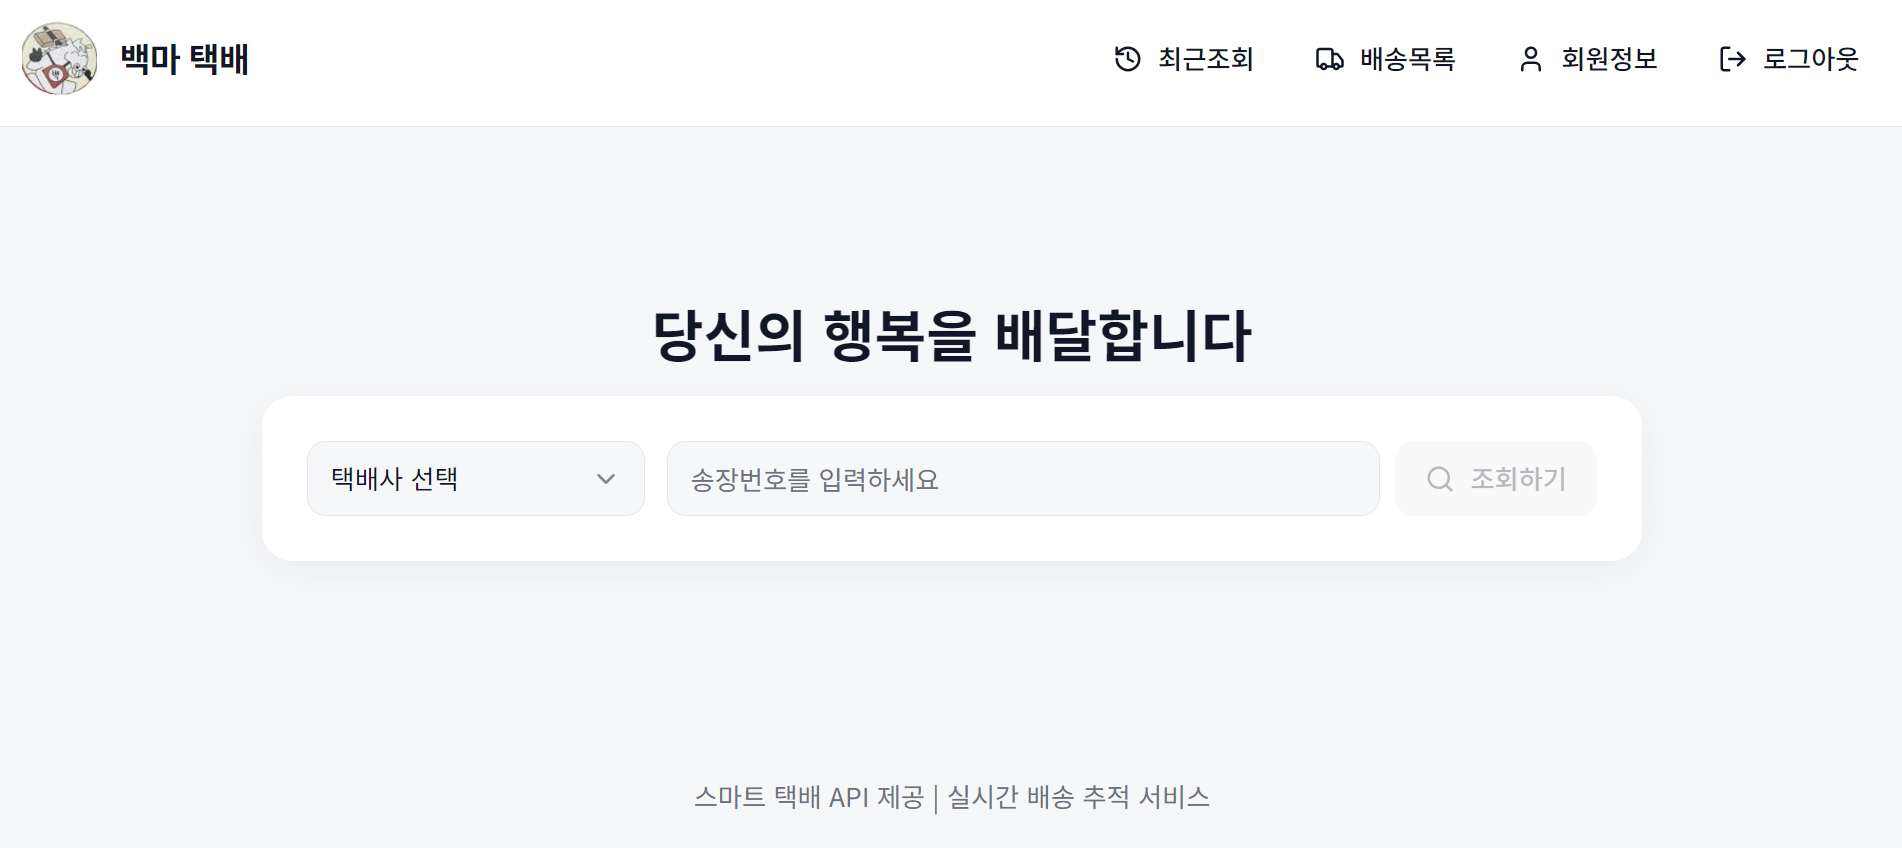 백마 택배
최근조회 배송목록 회원정보 로그아웃
당신의 행복을 배달합니다
택배사 선택 송장번호를 입력하세요 조회하기
스마트 택배 API 제공 | 실시간 배송 추적 서비스